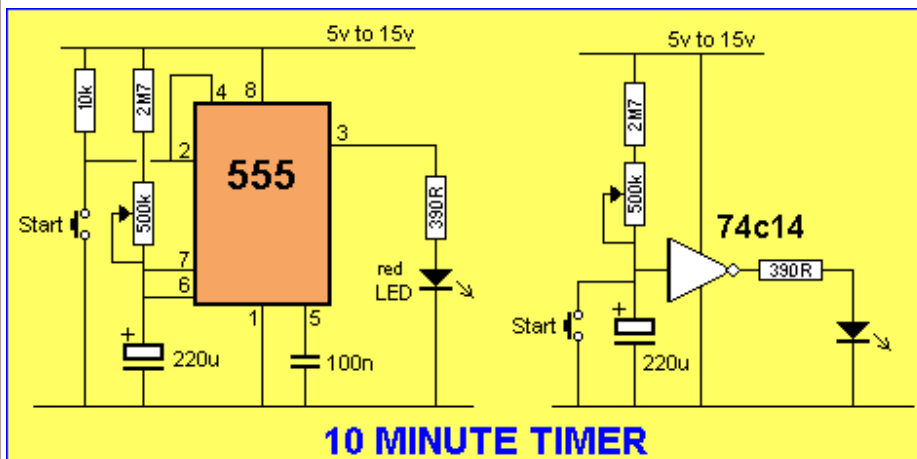 5v to 15v
10k
2M7
4
8
3
2
555
500k
390R
Start
7
red
LED
6
1
5
+
220u
100n
5v to 15v
2M7
500k
74c14
390R
Start
+
220u
10 MINUTE TIMER